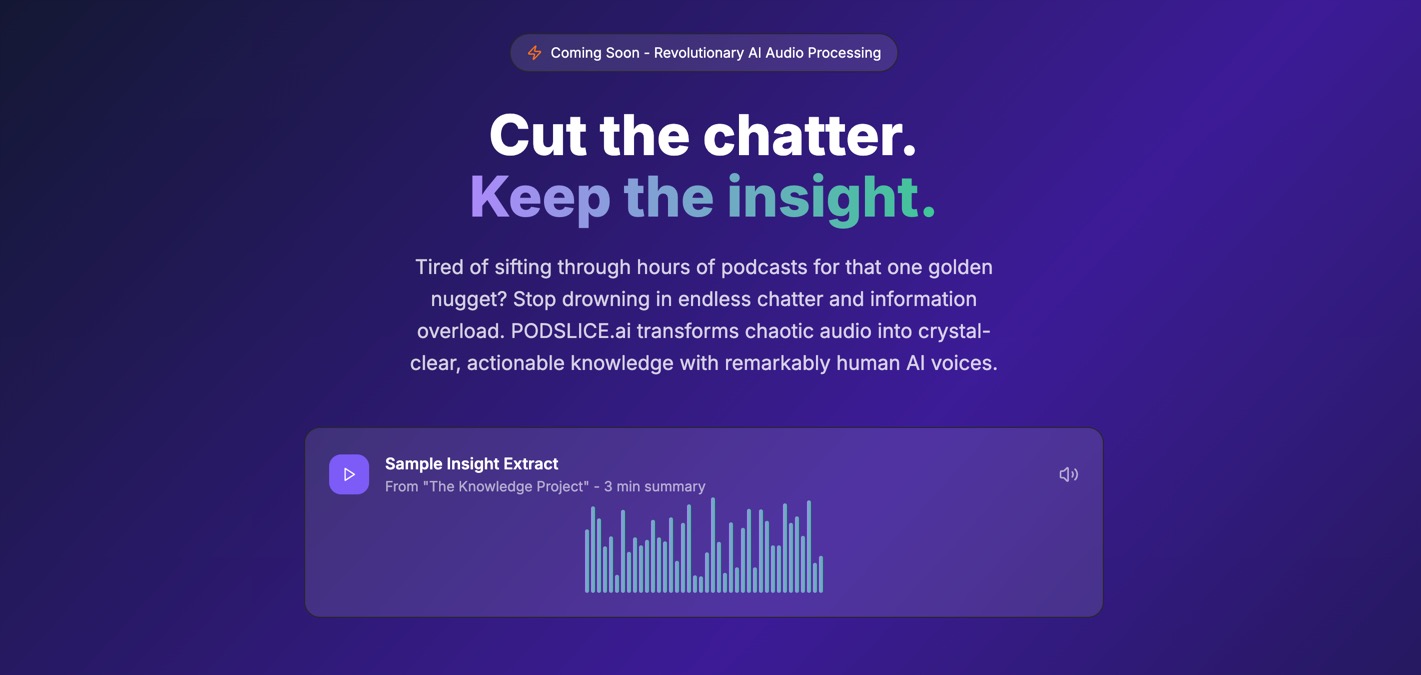 Coming Soon - Revolutionary AI Audio Processing
Cut the chatter.
Keep the insight.
Tired of sifting through hours of podcasts for that one golden
nugget? Stop drowning in endless chatter and information
overload. PODSLICE.ai transforms chaotic audio into crystal-
clear, actionable knowledge with remarkably human AI voices.
Sample Insight Extract
From "The Knowledge Project" - 3 min summary